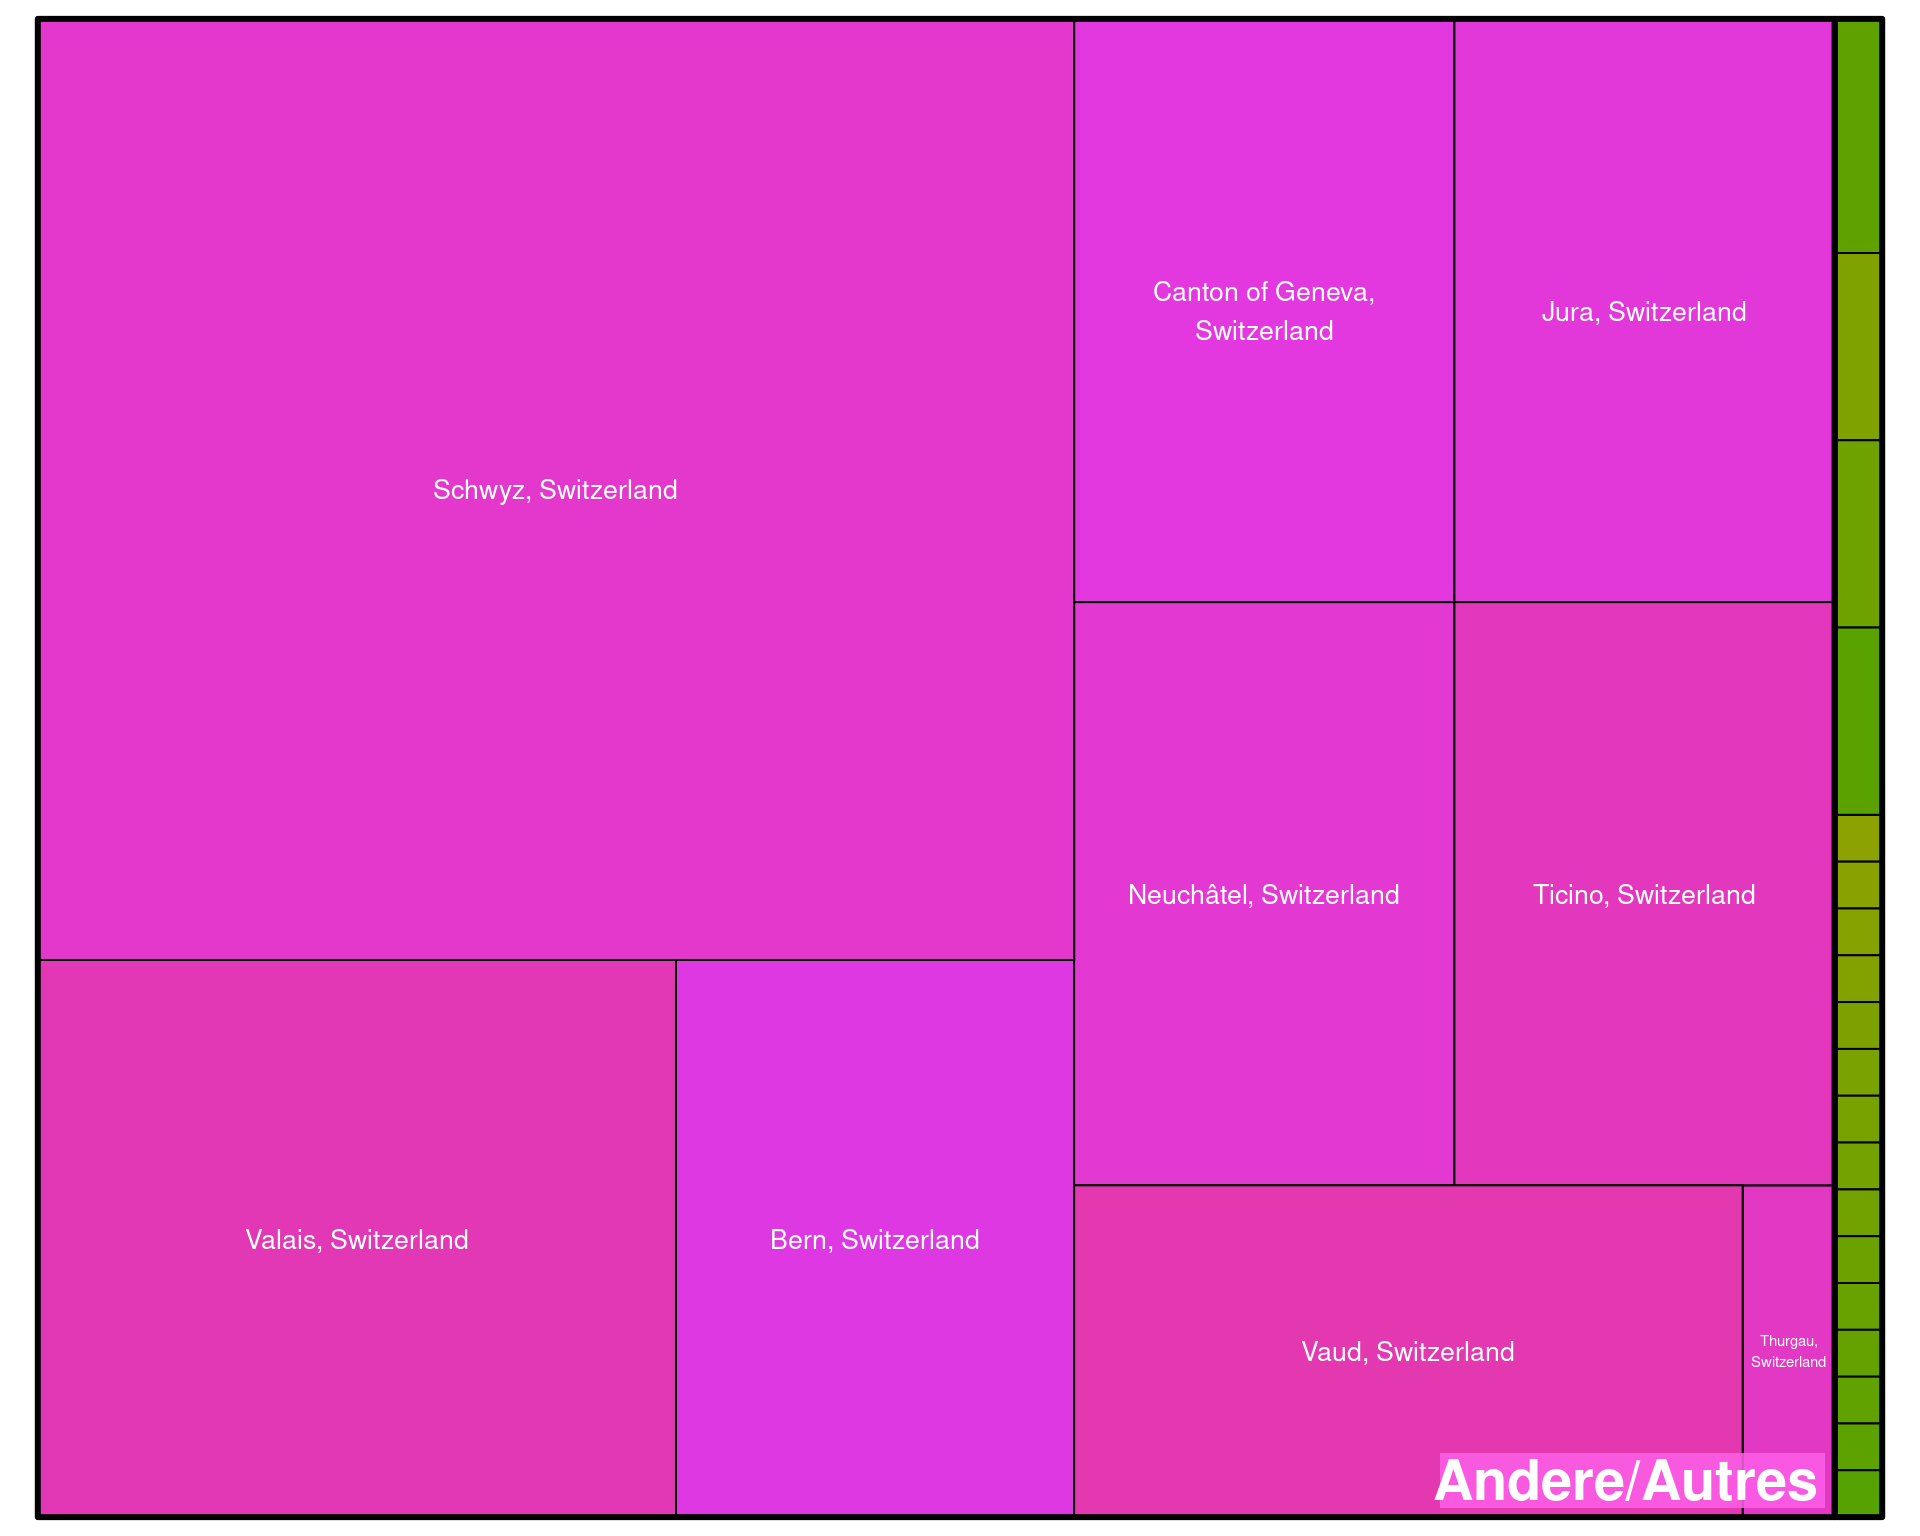 Schwyz, Switzerland
Canton of Geneva,
Switzerland
Jura, Switzerland
Neuchâtel, Switzerland
Ticino, Switzerland
Valais, Switzerland
Bern, Switzerland
Vaud, Switzerland
Thurgau,
Switzerland
Andere/Autres